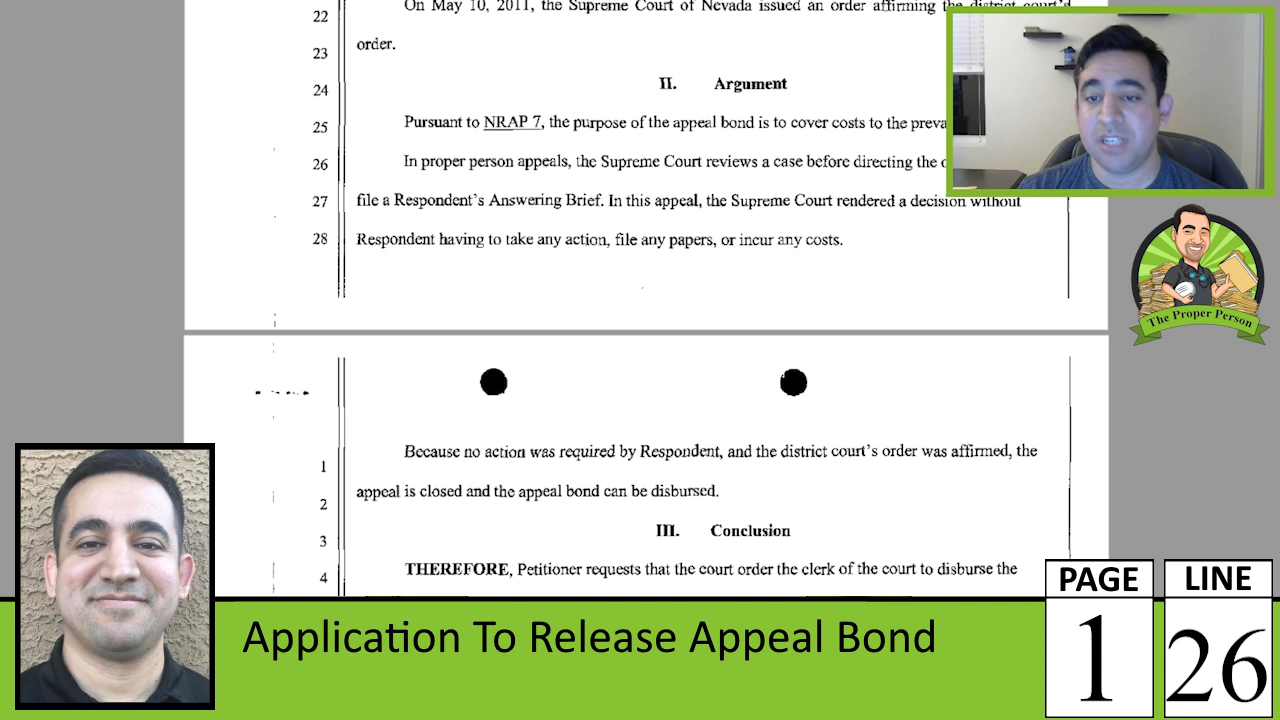 22 On May 10, 2011, the Supreme Court of Nevada issued an order affirming the district court's
23 order.
24 II. Argument
25 Pursuant to NRAP 7, the purpose of the appeal bond is to cover costs to the
26 In proper person appeals, the Supreme Court reviews a case before directing the
27 file a Respondent's Answering Brief. In this appeal, the Supreme Court rendered a decision without
28 Respondent having to take any action, file any papers, or incur any costs.
The Proper Person
1 Because no action was required by Respondent, and the district court's order was affirmed, the
2 appeal is closed and the appeal bond can be disbursed.
3 III. Conclusion
4 THEREFORE, Petitioner requests that the court order the clerk of the court to disburse the
Application To Release Appeal Bond
PAGE
1
LINE
26